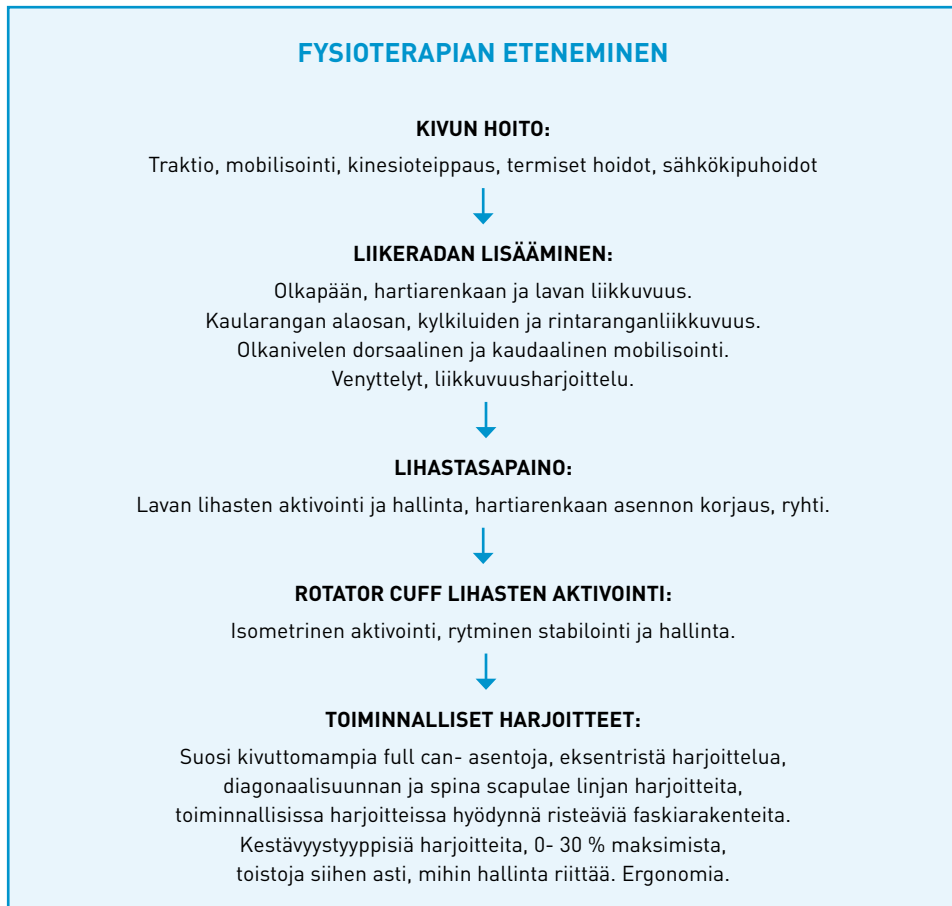 FYSIOTERAPIAN ETENEMINEN
KIVUN HOITO:
Traktio, mobilisointi, kinesioteippaus, termiset hoidot, sähkökipuhoidot
LIIKERADAN LISÄÄMINEN:
Olkapään, hartiarenkaan ja lavan liikkuvuus.
Kaularangan alaosan, kylkiluiden ja rintaranganliikkuvuus.
Olkanivelen dorsaalinen ja kaudaalinen mobilisointi.
Venyttelyt, liikkuvuusharjoittelu.
LIHASTASAPAINO:
Lavan lihasten aktivointi ja hallinta, hartiarenkaan asennon korjaus, ryhti.
ROTATOR CUFF LIHASTEN AKTIVOINTI:
Isometrinen aktivointi, rytminen stabilointi ja hallinta.
TOIMINNALLISET HARJOITTEET:
Suosi kivuttomampia full can- asentoja, eksentristä harjoittelua,
diagonaalisuunnan ja spina scapulae linjan harjoitteita,
toiminnallisissa harjoitteissa hyödynnä risteäviä faskiarakenteita.
Kestävyystyyppisiä harjoitteita, 0- 30 % maksimista,
toistoja siihen asti, mihin hallinta riittää. Ergonomia.